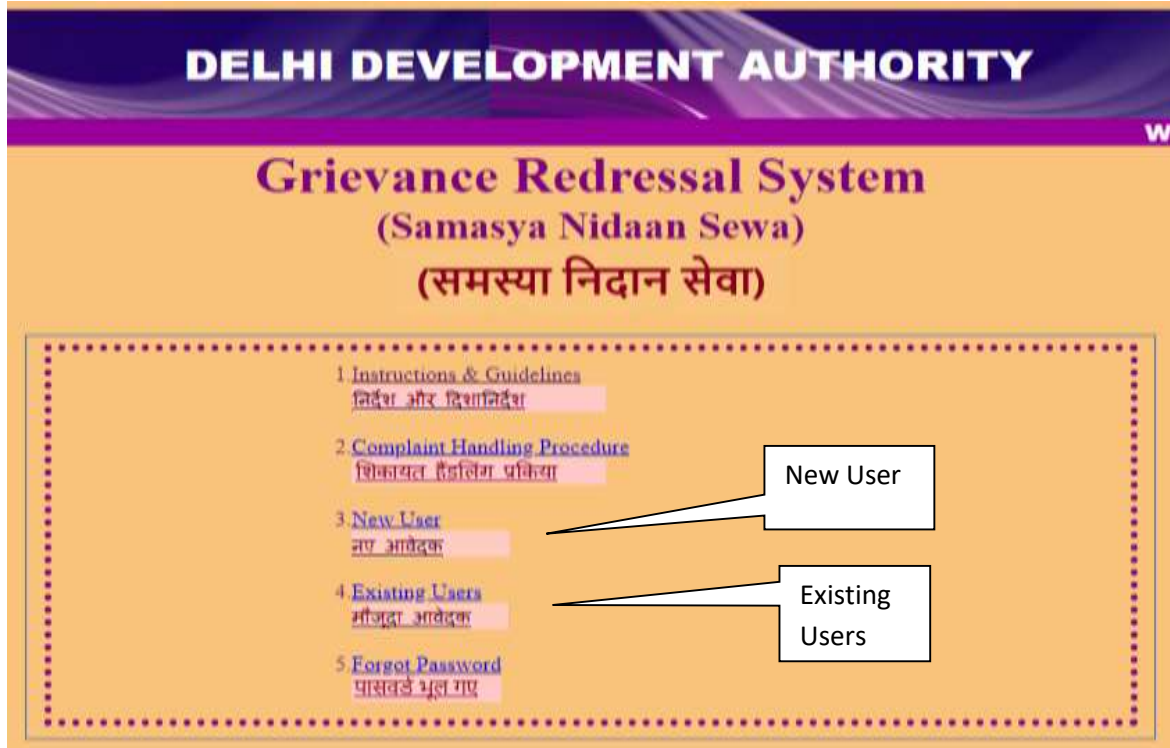 DELHI DEVELOPMENT AUTHORITY
W
Grievance Redressal System
(Samasya Nidaan Sewa)
(समस्या निदान सेवा)
1.Instructions & Guidelines
निर्देश और दिशानिर्देश
2.Complaint Handling Procedure
शिकायत हैंडलिंग प्रकिया
3.New User
नए आवेदक
4.Existing Users
मौजूदा आवेदक
5.Forgot Password
पासवर्ड भूल गए
New User
Existing
Users